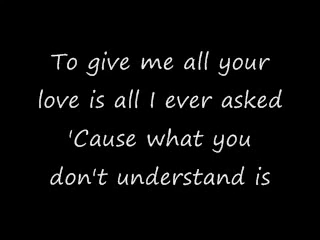 To give me all your
love is all I ever asked
'Cause what you
don't understand is